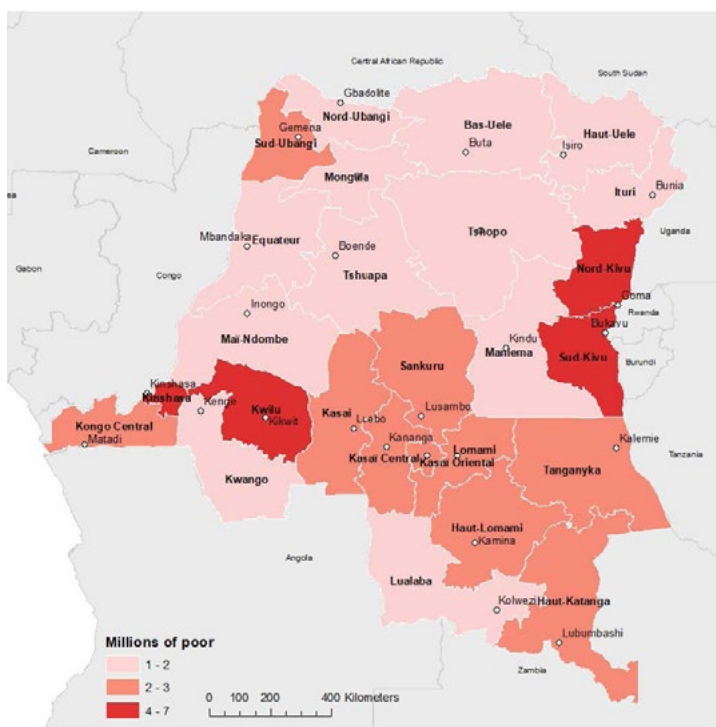 Central African Republic
South Sudan
Gbadolite
Nord-Ubangi
Bas-Uele
Haut-Uele
Gemena
Sud-Ubangi
Buta
Isiro
Cameroon
Mongala
Ituri
Bunia
Tshopo
Uganda
Mbandaka
Equateur
Boende
Tshuapa
Nord-Kivu
Gabon
Congo
Inongo
Goma
Rwanda
Maï-Ndombe
Kindu
Maniema
Bukavu
Sud-Kivu
Burundi
Sankuru
Kinshasa
Kinshasa
Kenge
Kwilu
Kikwit
Kasai
Luebo
Lusambo
Kongo Central
Matadi
Kananga
Lomami
Kasaï Central
Kasaï Oriental
Kalemie
Tanganyka
Tanzania
Kwango
Haut-Lomami
Kamina
Angola
Lualaba
Kolwezi
Haut-Katanga
Lubumbashi
Zambia
Millions of poor
1 - 2
2 - 3
4 - 7
0 100 200 400 Kilometers